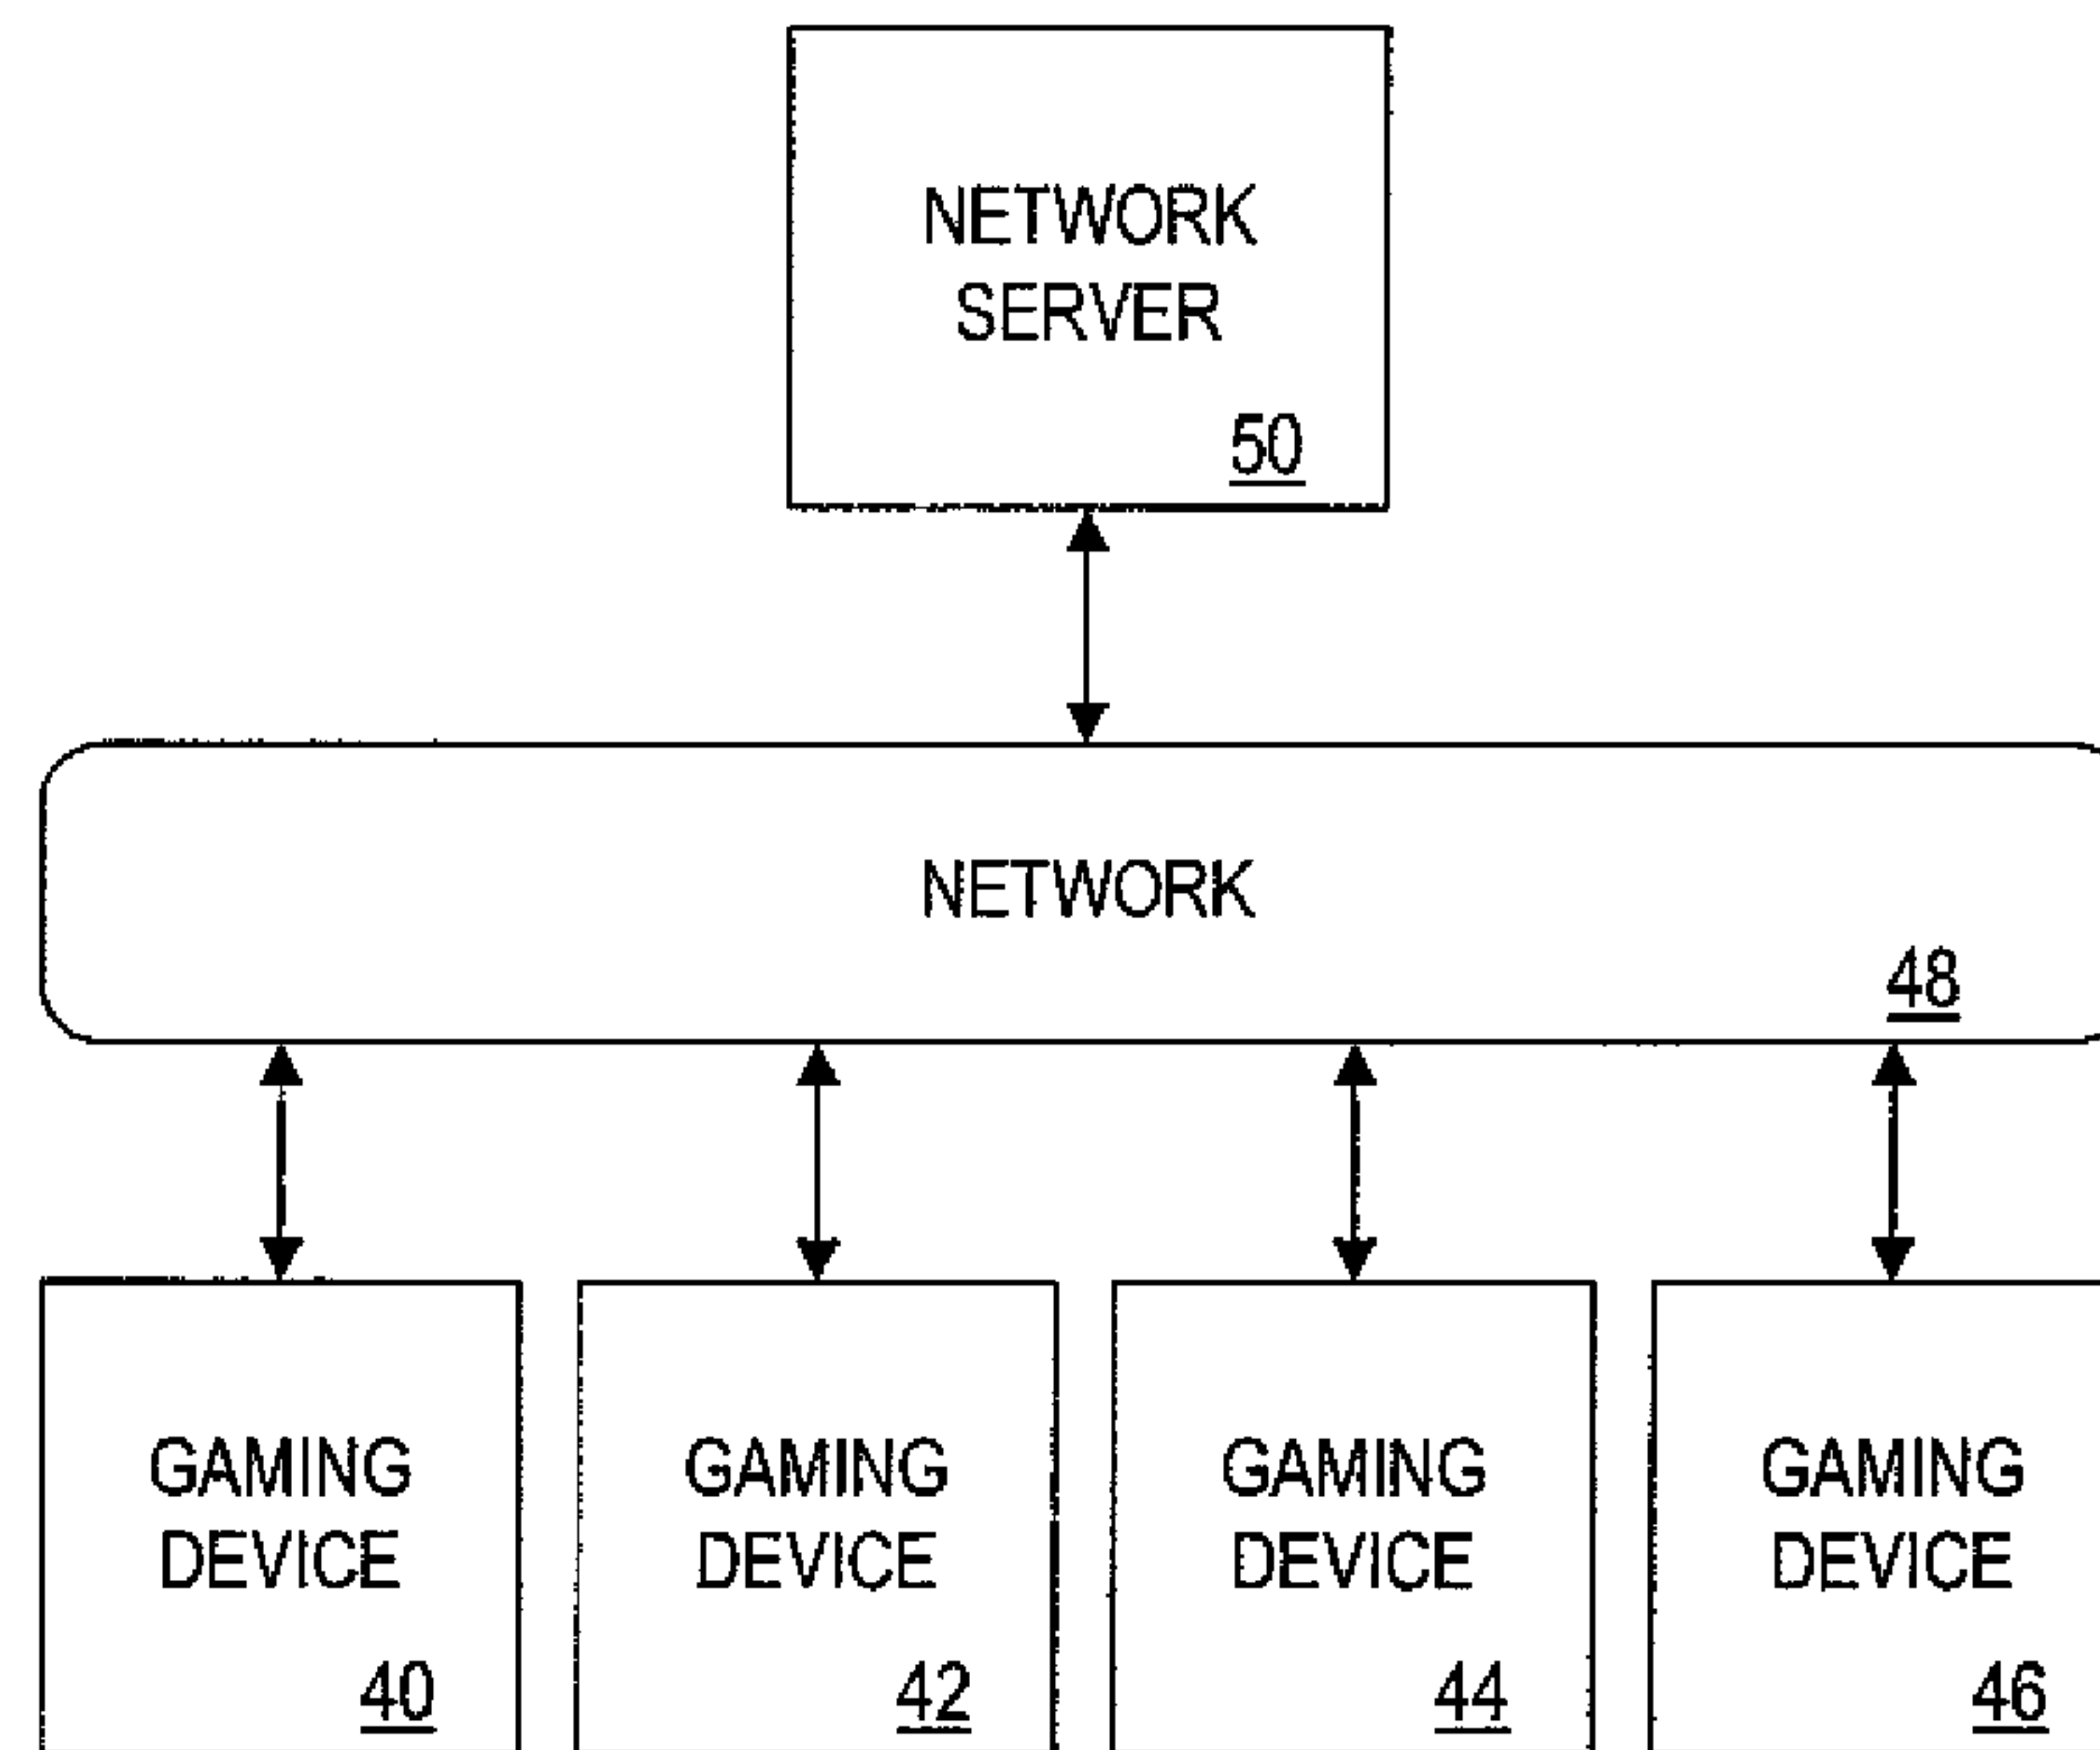 NETWORK
SERVER
50
NETWORK
48
GAMING
DEVICE
40
GAMING
DEVICE
42
GAMING
DEVICE
44
GAMING
DEVICE
46